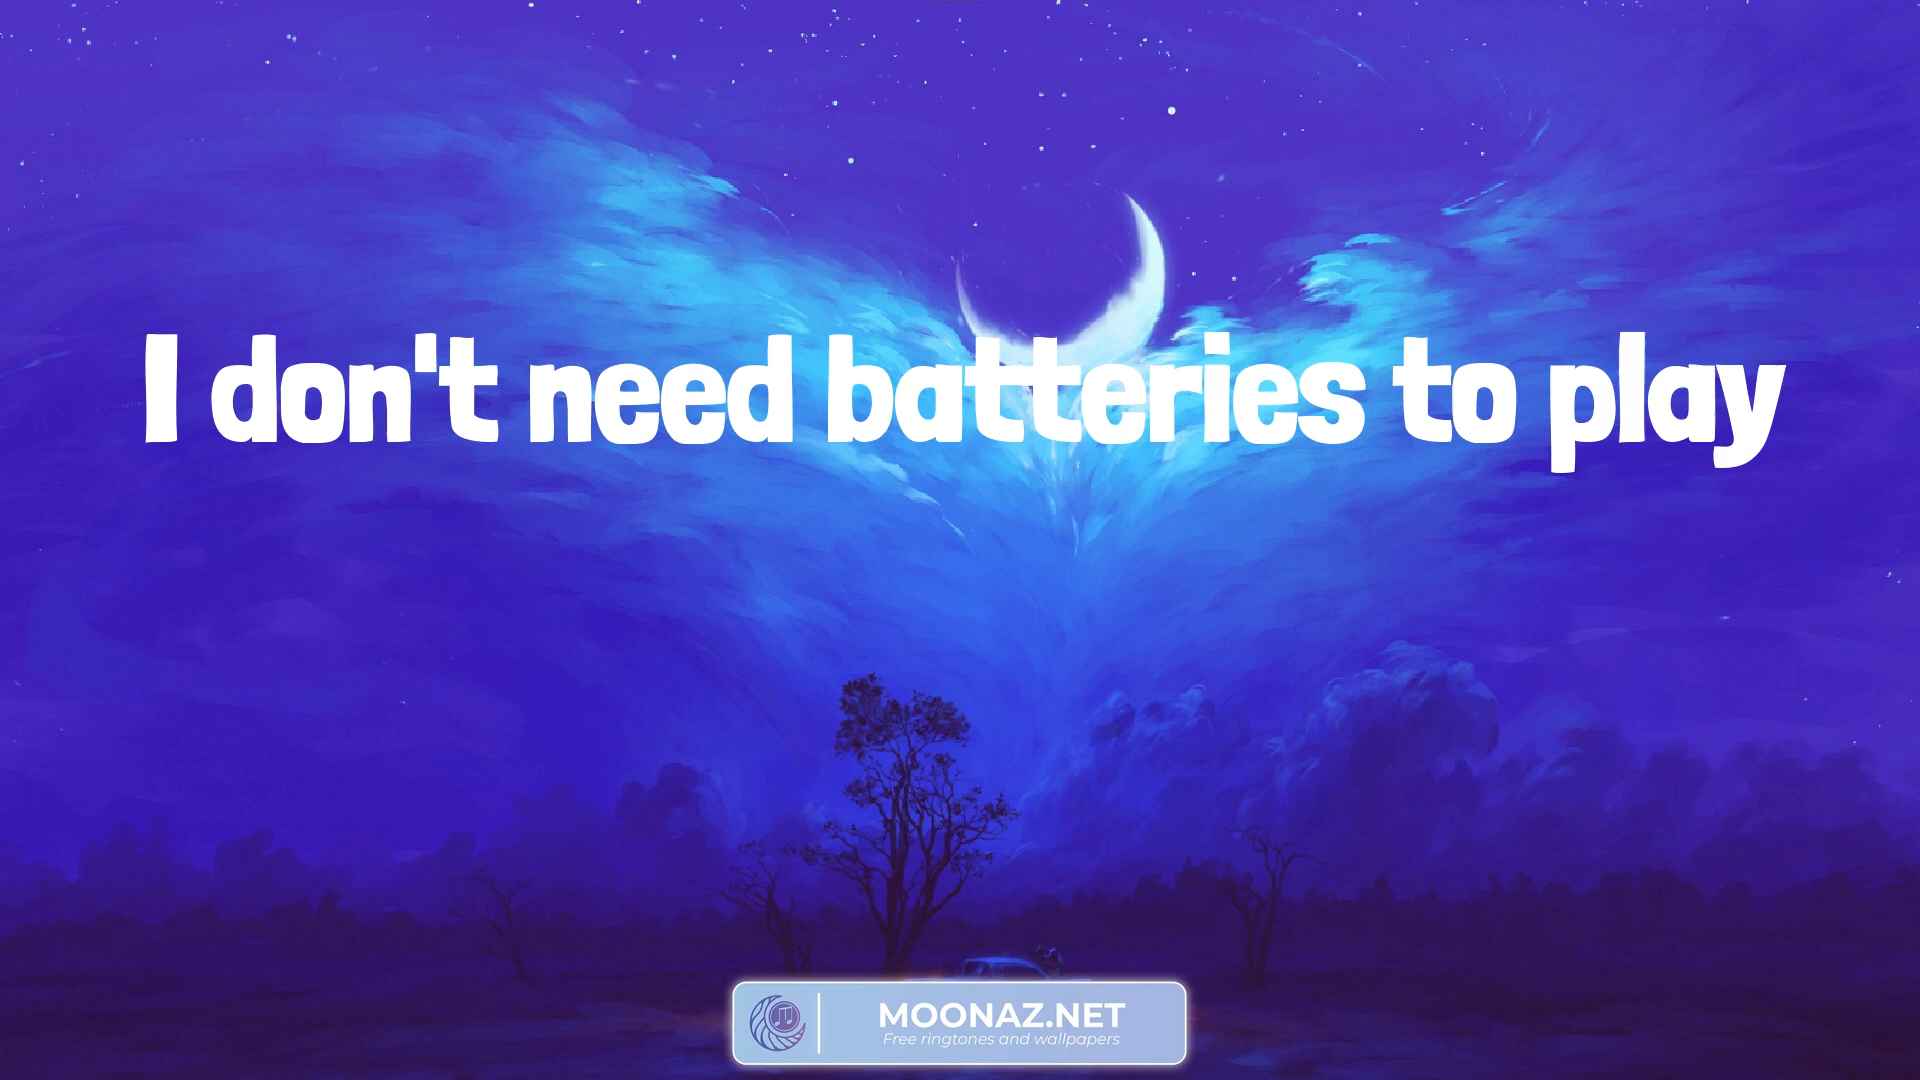 I don't need batteries to play
MOONAZ.NET
Free ringtones and wallpapers